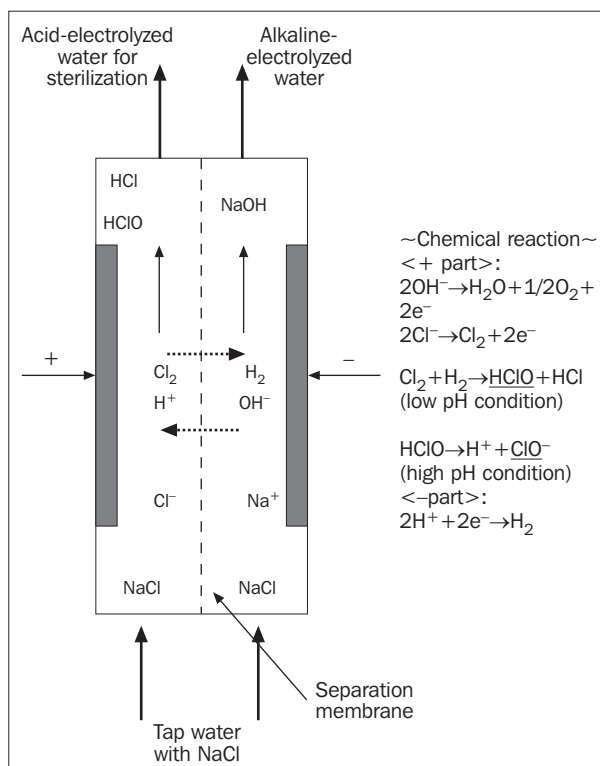 Acid-electrolyzed
water for
sterilization
Alkaline-
electrolyzed
water
HCl
HClO
NaOH
+
Cl₂
H⁺
H₂
OH⁻
−
Cl⁻
Na⁺
NaCl
NaCl
Separation
membrane
Tap water
with NaCl
~Chemical reaction~
<+ part>:
2OH⁻→H₂O+1/2O₂+
2e⁻
2Cl⁻→Cl₂+2e⁻
Cl₂+H₂→HClO+HCl
(low pH condition)
HClO→H⁺+ClO⁻
(high pH condition)
<–part>:
2H⁺+2e⁻→H₂